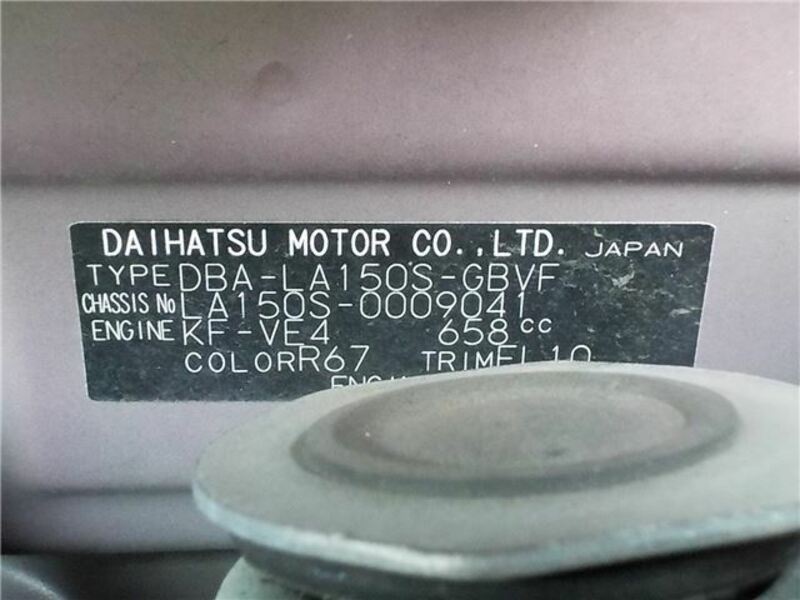 DAIHATSU MOTOR CO.,LTD. JAPAN
TYPE DBA-LA150S-GBVF
CHASSIS No LA150S-0009041
ENGINE KF-VE4 658cc
COLOR R67 TRIM FL10